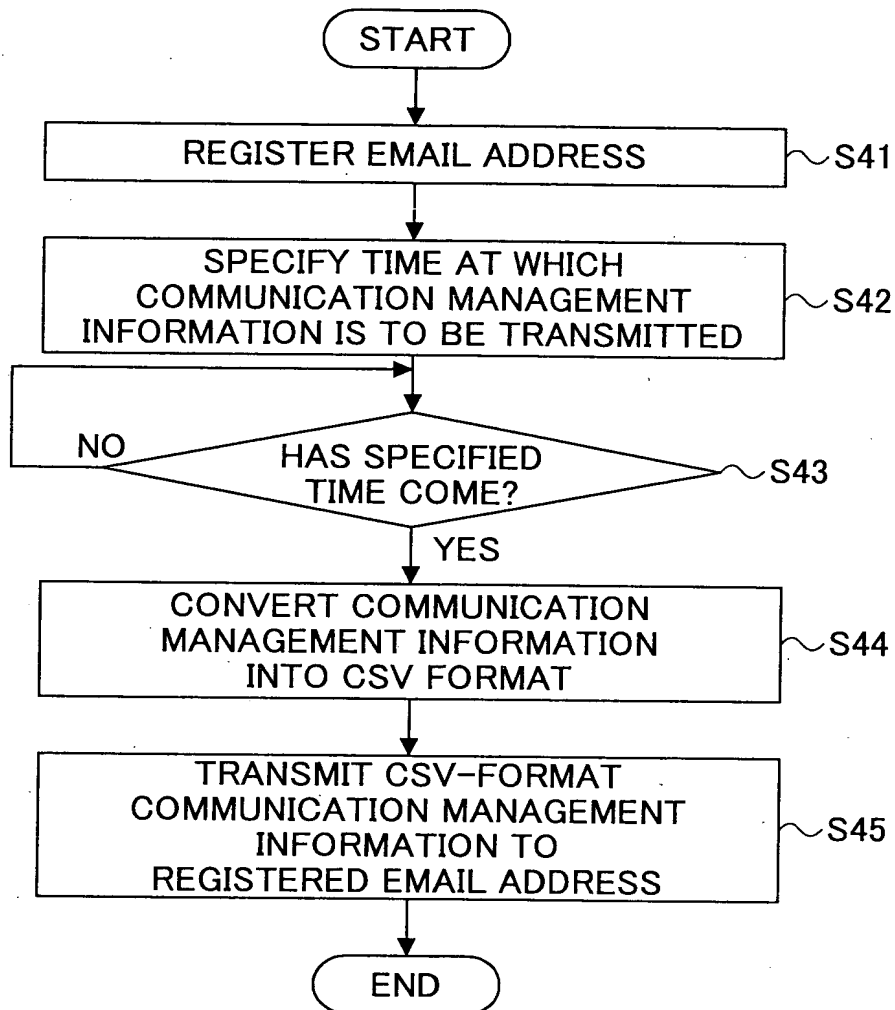 START
REGISTER EMAIL ADDRESS
S41
SPECIFY TIME AT WHICH
COMMUNICATION MANAGEMENT
INFORMATION IS TO BE TRANSMITTED
S42
NO
HAS SPECIFIED
TIME COME?
S43
YES
CONVERT COMMUNICATION
MANAGEMENT INFORMATION
INTO CSV FORMAT
S44
TRANSMIT CSV-FORMAT
COMMUNICATION MANAGEMENT
INFORMATION TO
REGISTERED EMAIL ADDRESS
S45
END